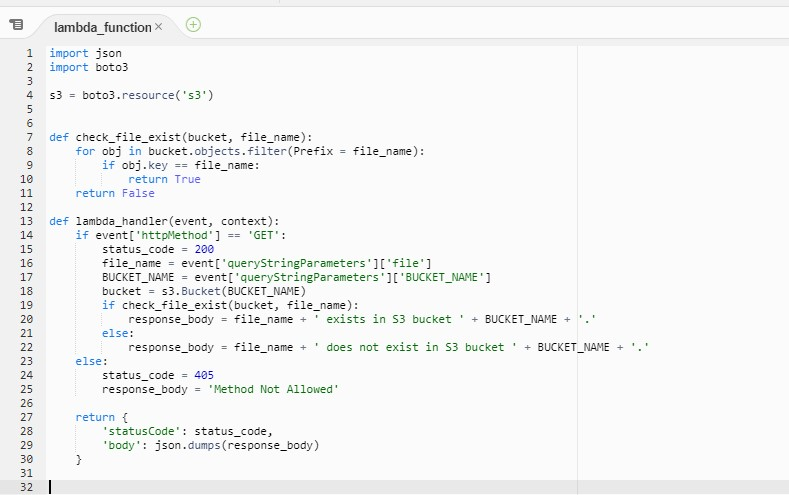 lambda_function ×
1 import json
2 import boto3
3
4 s3 = boto3.resource('s3')
5
6
7 def check_file_exist(bucket, file_name):
8     for obj in bucket.objects.filter(Prefix = file_name):
9         if obj.key == file_name:
10             return True
11     return False
12
13 def lambda_handler(event, context):
14     if event['httpMethod'] == 'GET':
15         status_code = 200
16         file_name = event['queryStringParameters']['file']
17         BUCKET_NAME = event['queryStringParameters']['BUCKET_NAME']
18         bucket = s3.Bucket(BUCKET_NAME)
19         if check_file_exist(bucket, file_name):
20             response_body = file_name + ' exists in S3 bucket ' + BUCKET_NAME + '.'
21         else:
22             response_body = file_name + ' does not exist in S3 bucket ' + BUCKET_NAME + '.'
23     else:
24         status_code = 405
25         response_body = 'Method Not Allowed'
26
27     return {
28         'statusCode': status_code,
29         'body': json.dumps(response_body)
30     }
31
32